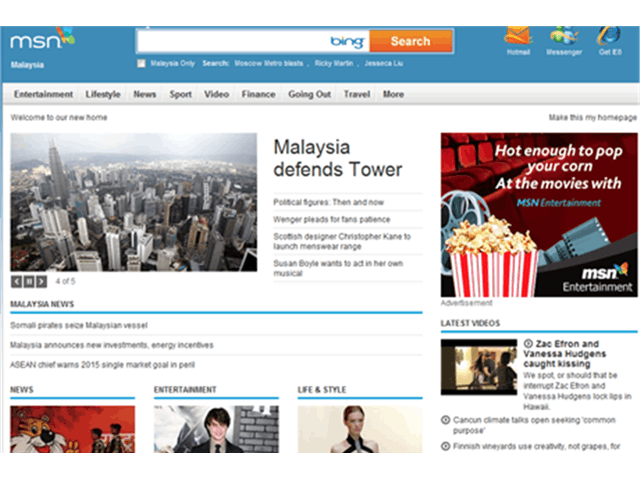 msn
Malaysia
bing
Search
Malaysia Only Search: Moscow Metro blasts , Ricky Martin , Jesseca Liu
Hotmail Messenger Get IE8
Entertainment Lifestyle News Sport Video Finance Going Out Travel More
Welcome to our new home
Make this my homepage
Malaysia
defends Tower
Political figures: Then and now
Wenger pleads for fans patience
Scottish designer Christopher Kane to
launch menswear range
Susan Boyle wants to act in her own
musical
4 of 5
MALAYSIA NEWS
Somali pirates seize Malaysian vessel
Malaysia announces new investments, energy incentives
ASEAN chief warns 2015 single market goal in peril
NEWS
ENTERTAINMENT
LIFE & STYLE
Hot enough to pop
your corn
At the movies with
MSN Entertainment
msn
Entertainment
Advertisement
LATEST VIDEOS
Zac Efron and
Vanessa Hudgens
caught kissing
We spot, or should that be
interrupt Zac Efron and
Vanessa Hudgens lock lips in
Hawaii.
Cancun climate talks open seeking 'common
purpose'
Finnish vineyards use creativity, not grapes, for